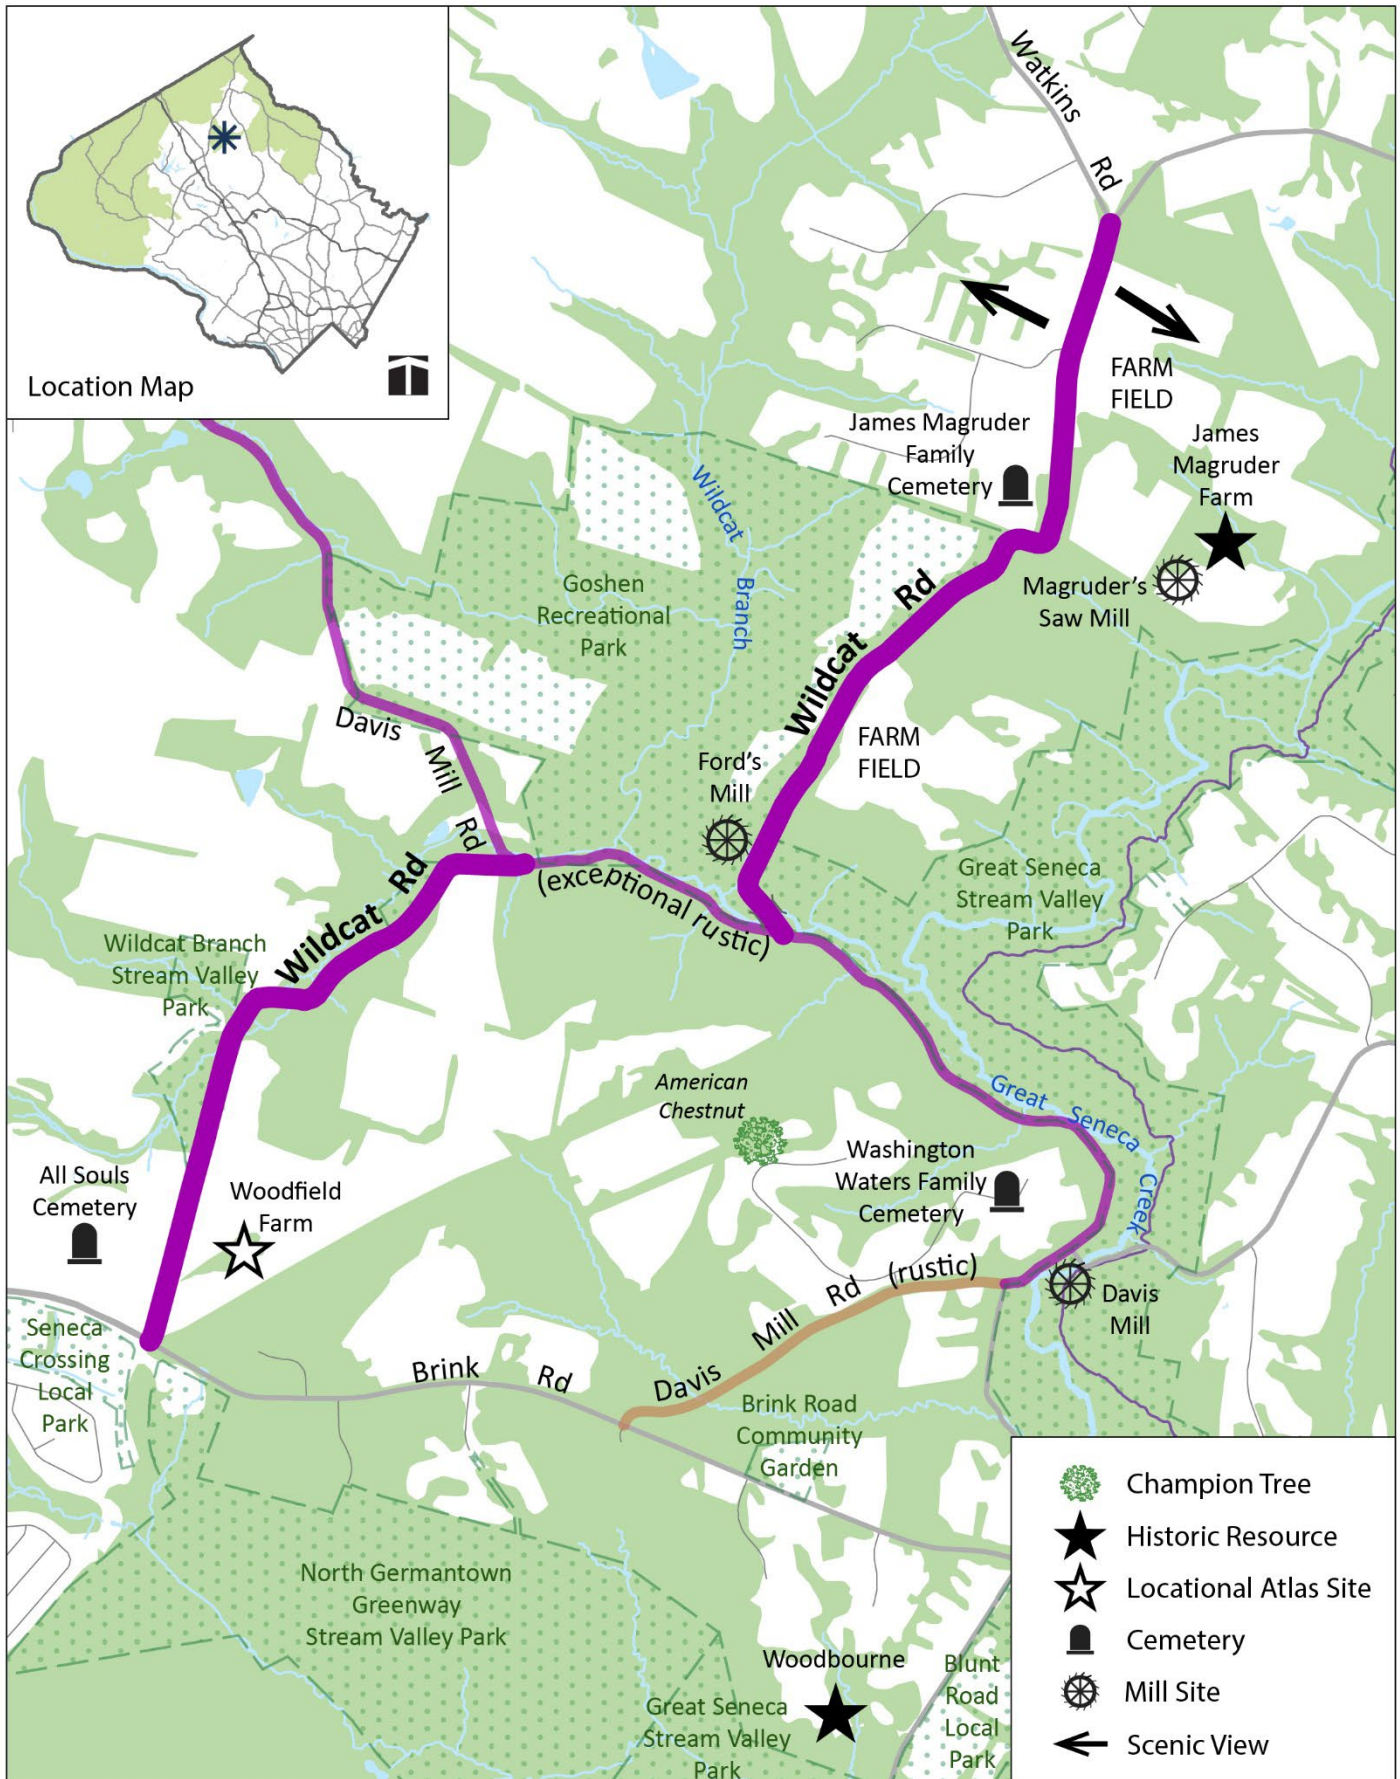 Location Map
Watkins
Rd
FARM
FIELD
James Magruder
Family
Cemetery
James
Magruder
Farm
Wildcat
Branch
Goshen
Recreational
Park
Magruder's
Saw Mill
Wildcat Rd
Davis Mill Rd
FARM
FIELD
Ford's
Mill
(exceptional rustic)
Great Seneca
Stream Valley
Park
Wildcat Rd
Wildcat Branch
Stream Valley
Park
American
Chestnut
Great Seneca
Creek
Washington
Waters Family
Cemetery
All Souls
Cemetery
Woodfield
Farm
Davis Mill Rd (rustic)
Davis
Mill
Seneca
Crossing
Local
Park
Brink Rd
Brink Road
Community
Garden
North Germantown
Greenway
Stream Valley Park
Woodbourne
Great Seneca
Stream Valley
Park
Blunt
Road
Local
Park
Champion Tree
Historic Resource
Locational Atlas Site
Cemetery
Mill Site
Scenic View